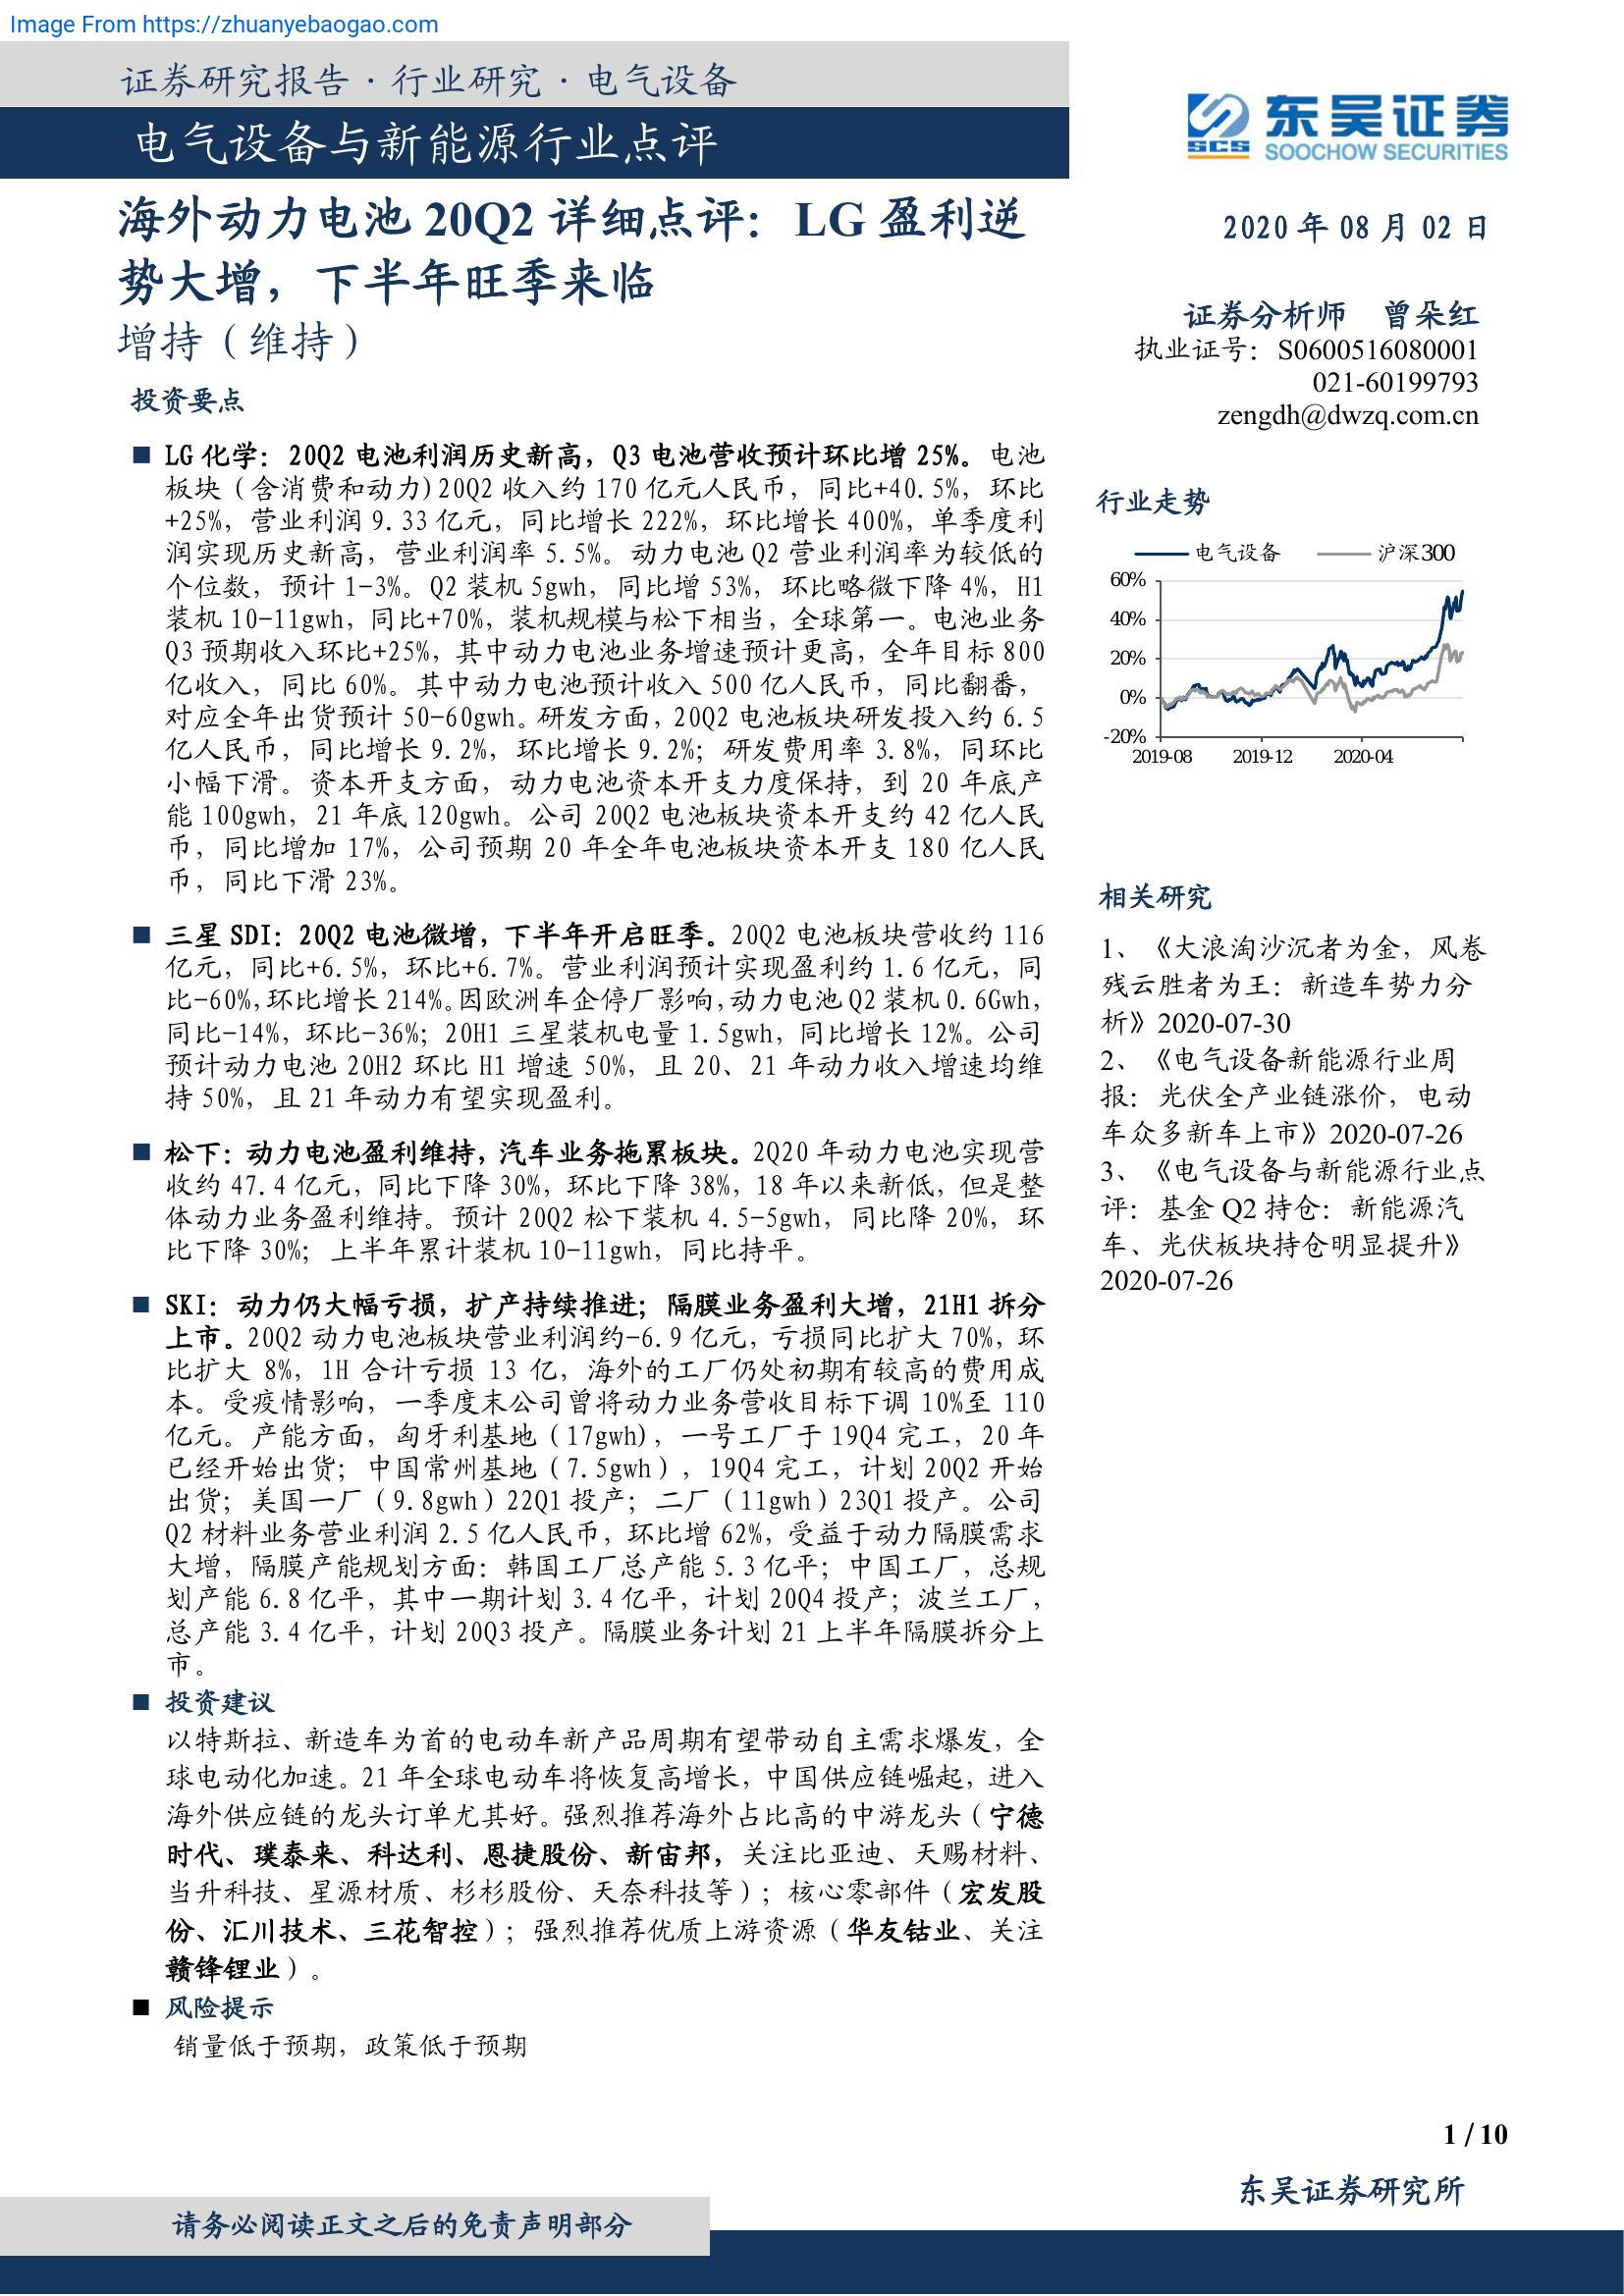 Image From https://zhuanyebaogao.com
证券研究报告·行业研究·电气设备
电气设备与新能源行业点评
东吴证券
SCS
SOOCHOW SECURITIES
海外动力电池 20Q2 详细点评：LG 盈利逆
势大增，下半年旺季来临
增持（维持）
投资要点
■ LG 化学：20Q2 电池利润历史新高，Q3 电池营收预计环比增 25%。电池
板块（含消费和动力)20Q2 收入约 170 亿元人民币，同比+40.5%，环比
+25%，营业利润 9.33 亿元，同比增长 222%，环比增长 400%，单季度利
润实现历史新高，营业利润率 5.5%。动力电池 Q2 营业利润率为较低的
个位数，预计 1-3%。Q2 装机 5gwh，同比增 53%，环比略微下降 4%，H1
装机 10-11gwh，同比+70%，装机规模与松下相当，全球第一。电池业务
Q3 预期收入环比+25%，其中动力电池业务增速预计更高，全年目标 800
亿收入，同比 60%。其中动力电池预计收入 500 亿人民币，同比翻番，
对应全年出货预计 50-60gwh。研发方面，20Q2 电池板块研发投入约 6.5
亿人民币，同比增长 9.2%，环比增长 9.2%；研发费用率 3.8%，同环比
小幅下滑。资本开支方面，动力电池资本开支力度保持，到 20 年底产
能 100gwh，21 年底 120gwh。公司 20Q2 电池板块资本开支约 42 亿人民
币，同比增加 17%，公司预期 20 年全年电池板块资本开支 180 亿人民
币，同比下滑 23%。
■ 三星 SDI：20Q2 电池微增，下半年开启旺季。20Q2 电池板块营收约 116
亿元，同比+6.5%，环比+6.7%。营业利润预计实现盈利约 1.6 亿元，同
比-60%，环比增长 214%。因欧洲车企停厂影响，动力电池 Q2 装机 0.6Gwh，
同比-14%，环比-36%；20H1 三星装机电量 1.5gwh，同比增长 12%。公司
预计动力电池 20H2 环比 H1 增速 50%，且 20、21 年动力收入增速均维
持 50%，且 21 年动力有望实现盈利。
■ 松下：动力电池盈利维持，汽车业务拖累板块。2Q20 年动力电池实现营
收约 47.4 亿元，同比下降 30%，环比下降 38%，18 年以来新低，但是整
体动力业务盈利维持。预计 20Q2 松下装机 4.5-5gwh，同比降 20%，环
比下降 30%；上半年累计装机 10-11gwh，同比持平。
■ SKI：动力仍大幅亏损，扩产持续推进；隔膜业务盈利大增，21H1 拆分
上市。20Q2 动力电池板块营业利润约-6.9 亿元，亏损同比扩大 70%，环
比扩大 8%，1H 合计亏损 13 亿，海外的工厂仍处初期有较高的费用成
本。受疫情影响，一季度末公司曾将动力业务营收目标下调 10%至 110
亿元。产能方面，匈牙利基地（17gwh)，一号工厂于 19Q4 完工，20 年
已经开始出货；中国常州基地（7.5gwh），19Q4 完工，计划 20Q2 开始
出货；美国一厂（9.8gwh）22Q1 投产；二厂（11gwh）23Q1 投产。公司
Q2 材料业务营业利润 2.5 亿人民币，环比增 62%，受益于动力隔膜需求
大增，隔膜产能规划方面：韩国工厂总产能 5.3 亿平；中国工厂，总规
划产能 6.8 亿平，其中一期计划 3.4 亿平，计划 20Q4 投产；波兰工厂，
总产能 3.4 亿平，计划 20Q3 投产。隔膜业务计划 21 上半年隔膜拆分上
市。
■ 投资建议
以特斯拉、新造车为首的电动车新产品周期有望带动自主需求爆发，全
球电动化加速。21 年全球电动车将恢复高增长，中国供应链崛起，进入
海外供应链的龙头订单尤其好。强烈推荐海外占比高的中游龙头（宁德
时代、璞泰来、科达利、恩捷股份、新宙邦，关注比亚迪、天赐材料、
当升科技、星源材质、杉杉股份、天奈科技等）；核心零部件（宏发股
份、汇川技术、三花智控）；强烈推荐优质上游资源（华友钴业、关注
赣锋锂业）。
■ 风险提示
销量低于预期，政策低于预期
2020 年 08 月 02 日
证券分析师 曾朵红
执业证号：S0600516080001
021-60199793
zengdh@dwzq.com.cn
行业走势
电气设备 沪深300
60%
40%
20%
0%
-20%
2019-08 2019-12 2020-04
相关研究
1、《大浪淘沙沉者为金，风卷
残云胜者为王：新造车势力分
析》2020-07-30
2、《电气设备新能源行业周
报：光伏全产业链涨价，电动
车众多新车上市》2020-07-26
3、《电气设备与新能源行业点
评：基金 Q2 持仓：新能源汽
车、光伏板块持仓明显提升》
2020-07-26
1 / 10
东吴证券研究所
请务必阅读正文之后的免责声明部分